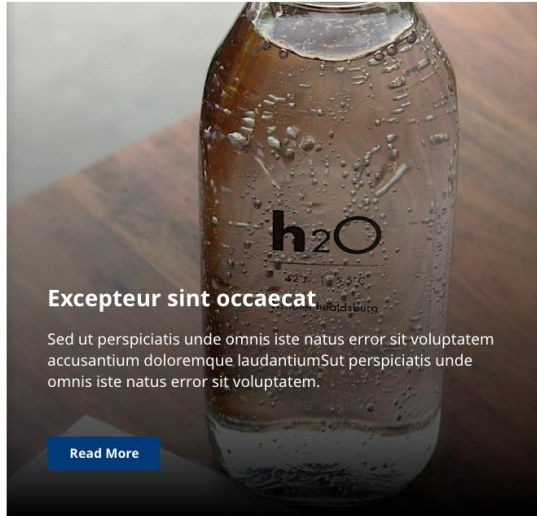 h2O
Excepteur sint occaecat
healdsburg
Sed ut perspiciatis unde omnis iste natus error sit voluptatem
accusantium doloremque laudantiumSut perspiciatis unde
omnis iste natus error sit voluptatem.
Read More